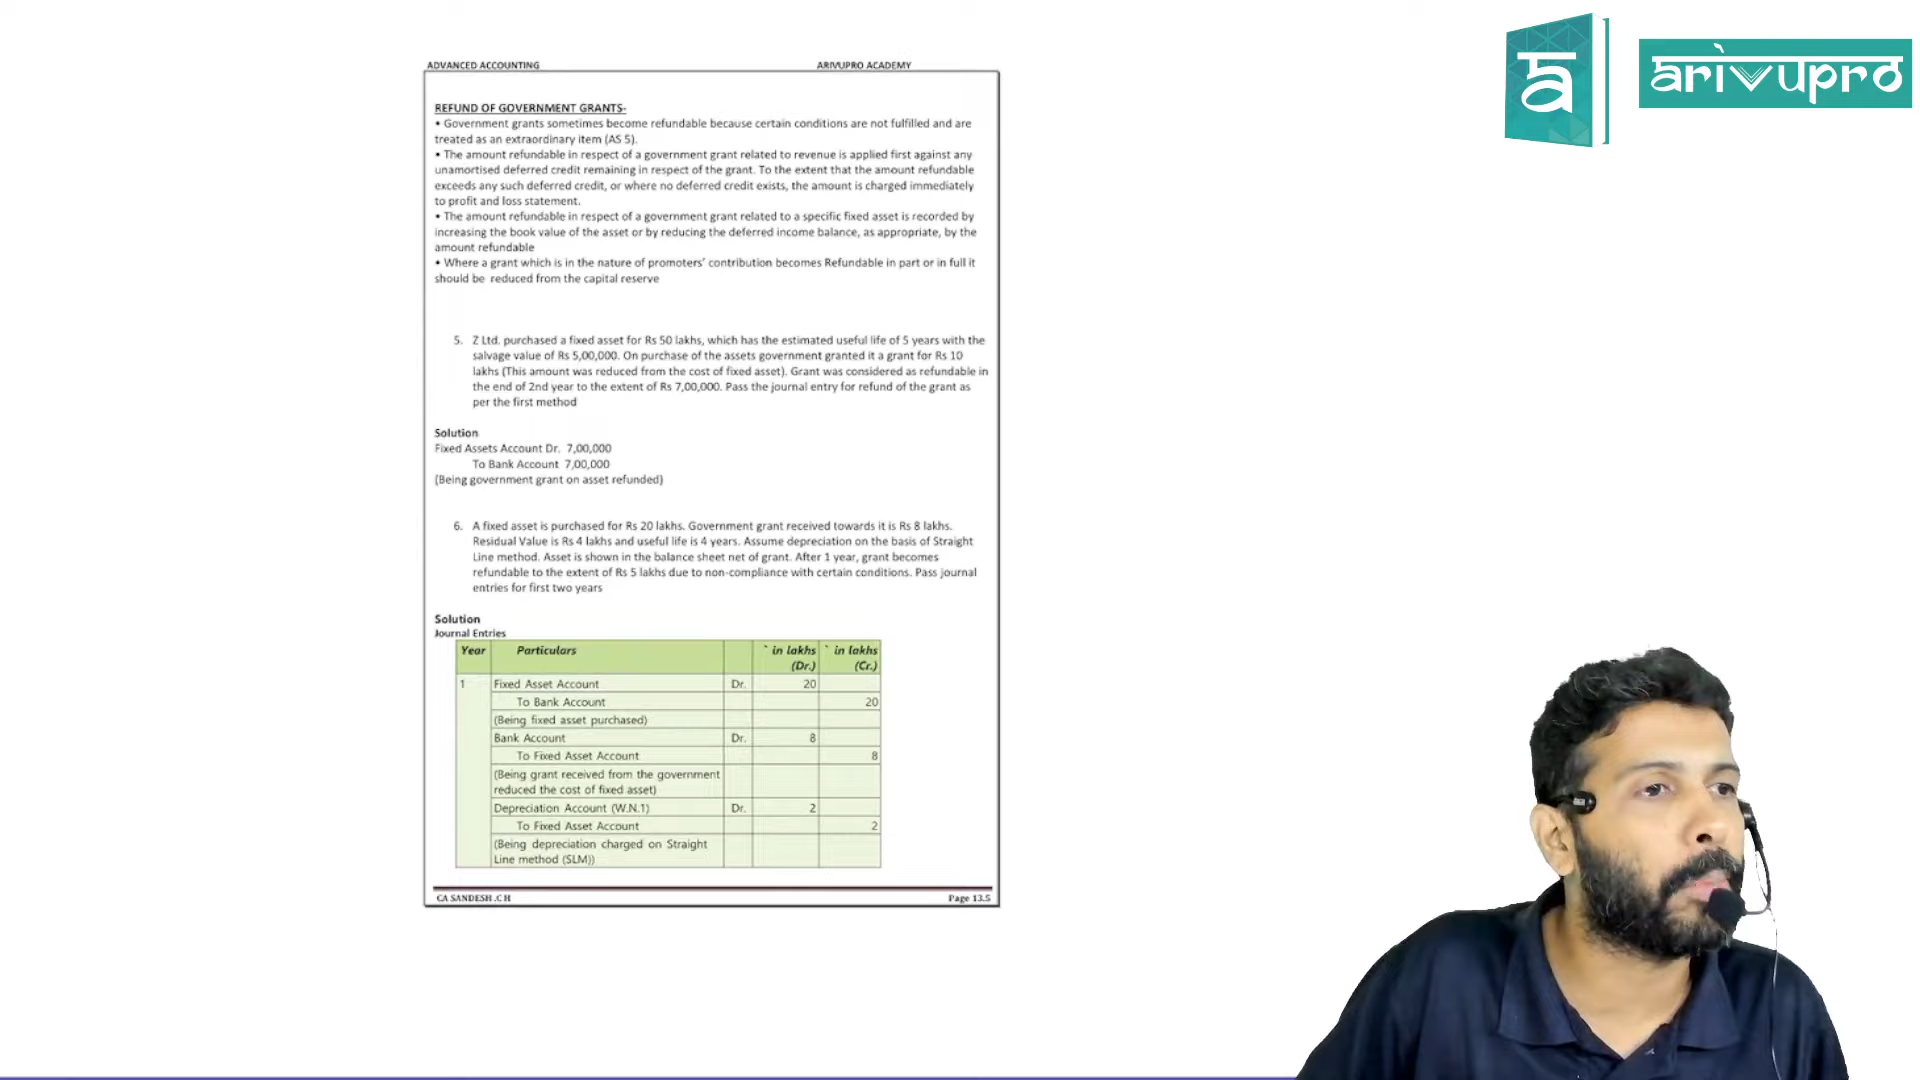 ADVANCED ACCOUNTING ARIVUPRO ACADEMY
REFUND OF GOVERNMENT GRANTS-
• Government grants sometimes become refundable because certain conditions are not fulfilled and are
treated as an extraordinary item (AS 5).
• The amount refundable in respect of a government grant related to revenue is applied first against any
unamortised deferred credit remaining in respect of the grant. To the extent that the amount refundable
exceeds any such deferred credit, or where no deferred credit exists, the amount is charged immediately
to profit and loss statement.
• The amount refundable in respect of a government grant related to a specific fixed asset is recorded by
increasing the book value of the asset or by reducing the deferred income balance, as appropriate, by the
amount refundable
• Where a grant which is in the nature of promoters' contribution becomes Refundable in part or in full it
should be reduced from the capital reserve
5. Z Ltd. purchased a fixed asset for Rs 50 lakhs, which has the estimated useful life of 5 years with the
salvage value of Rs 5,00,000. On purchase of the assets government granted it a grant for Rs 10
lakhs (This amount was reduced from the cost of fixed asset). Grant was considered as refundable in
the end of 2nd year to the extent of Rs 7,00,000. Pass the journal entry for refund of the grant as
per the first method
Solution
Fixed Assets Account Dr. 7,00,000
To Bank Account 7,00,000
(Being government grant on asset refunded)
6. A fixed asset is purchased for Rs 20 lakhs. Government grant received towards it is Rs 8 lakhs.
Residual Value is Rs 4 lakhs and useful life is 4 years. Assume depreciation on the basis of Straight
Line method. Asset is shown in the balance sheet net of grant. After 1 year, grant becomes
refundable to the extent of Rs 5 lakhs due to non-compliance with certain conditions. Pass journal
entries for first two years
Solution
Journal Entries
Year Particulars ` in lakhs ` in lakhs
(Dr.) (Cr.)
1 Fixed Asset Account Dr. 20
To Bank Account 20
(Being fixed asset purchased)
Bank Account Dr. 8
To Fixed Asset Account 8
(Being grant received from the government
reduced the cost of fixed asset)
Depreciation Account (W.N.1) Dr. 2
To Fixed Asset Account 2
(Being depreciation charged on Straight
Line method (SLM))
CA SANDESH .C H Page 13.5
a
arivupro